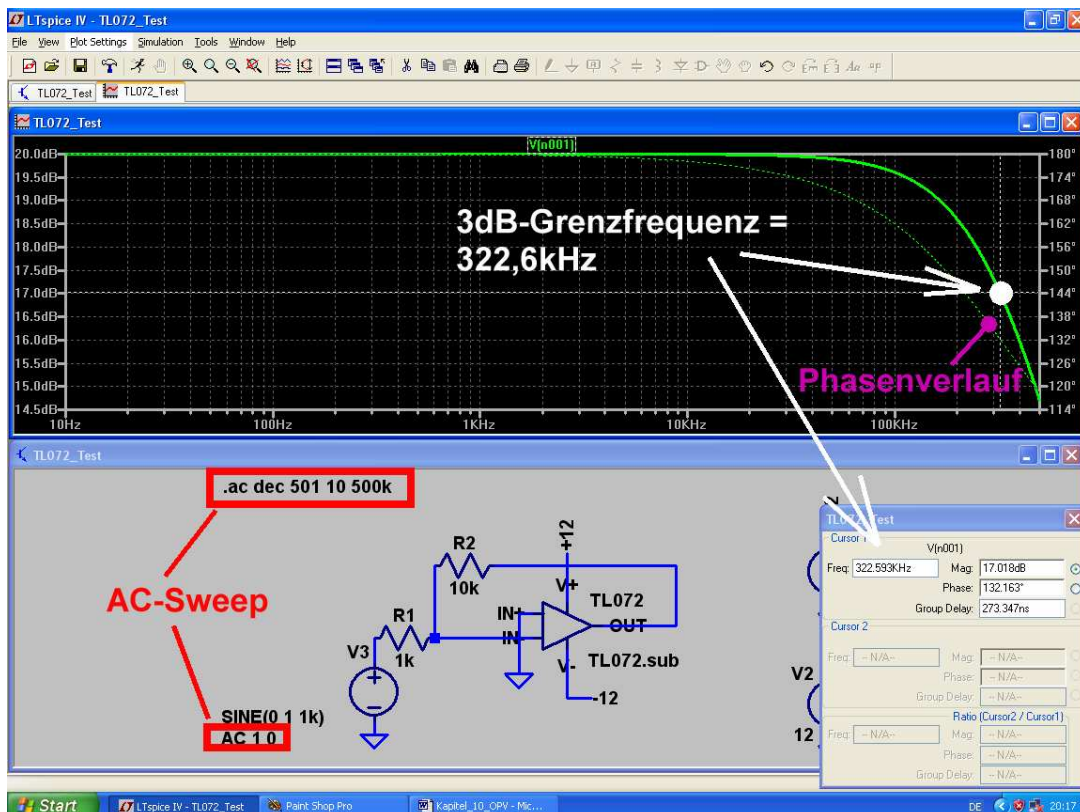 LTspice IV - TL072_Test
File View Plot Settings Simulation Tools Window Help
TL072_Test TL072_Test
TL072_Test
V(n001)
20.0dB 180°
19.5dB 174°
19.0dB 168°
18.5dB 162°
18.0dB 156°
17.5dB 150°
17.0dB 144°
16.5dB 138°
16.0dB 132°
15.5dB 126°
15.0dB 120°
14.5dB 114°
10Hz 100Hz 1KHz 10KHz 100KHz
3dB-Grenzfrequenz =
322,6kHz
Phasenverlauf
TL072_Test
.ac dec 501 10 500k
AC-Sweep
SINE(0 1 1k)
AC 1 0
V3
R1
1k
R2
10k
+12
V+
IN+
IN-
OUT
V-
-12
TL072
TL072.sub
V2
12
TL072_Test
Cursor 1
V(n001)
Freq: 322.593KHz Mag: 17.018dB
Phase: 132.163°
Group Delay: 273.347ns
Cursor 2
Freq: -- N/A-- Mag: -- N/A--
Phase: -- N/A--
Group Delay: -- N/A--
Ratio (Cursor2 / Cursor1)
Freq: -- N/A-- Mag: -- N/A--
Phase: -- N/A--
Group Delay: -- N/A--
Start LTspice IV - TL072_Test Paint Shop Pro Kapitel_10_OPV - Mic... DE 20:17